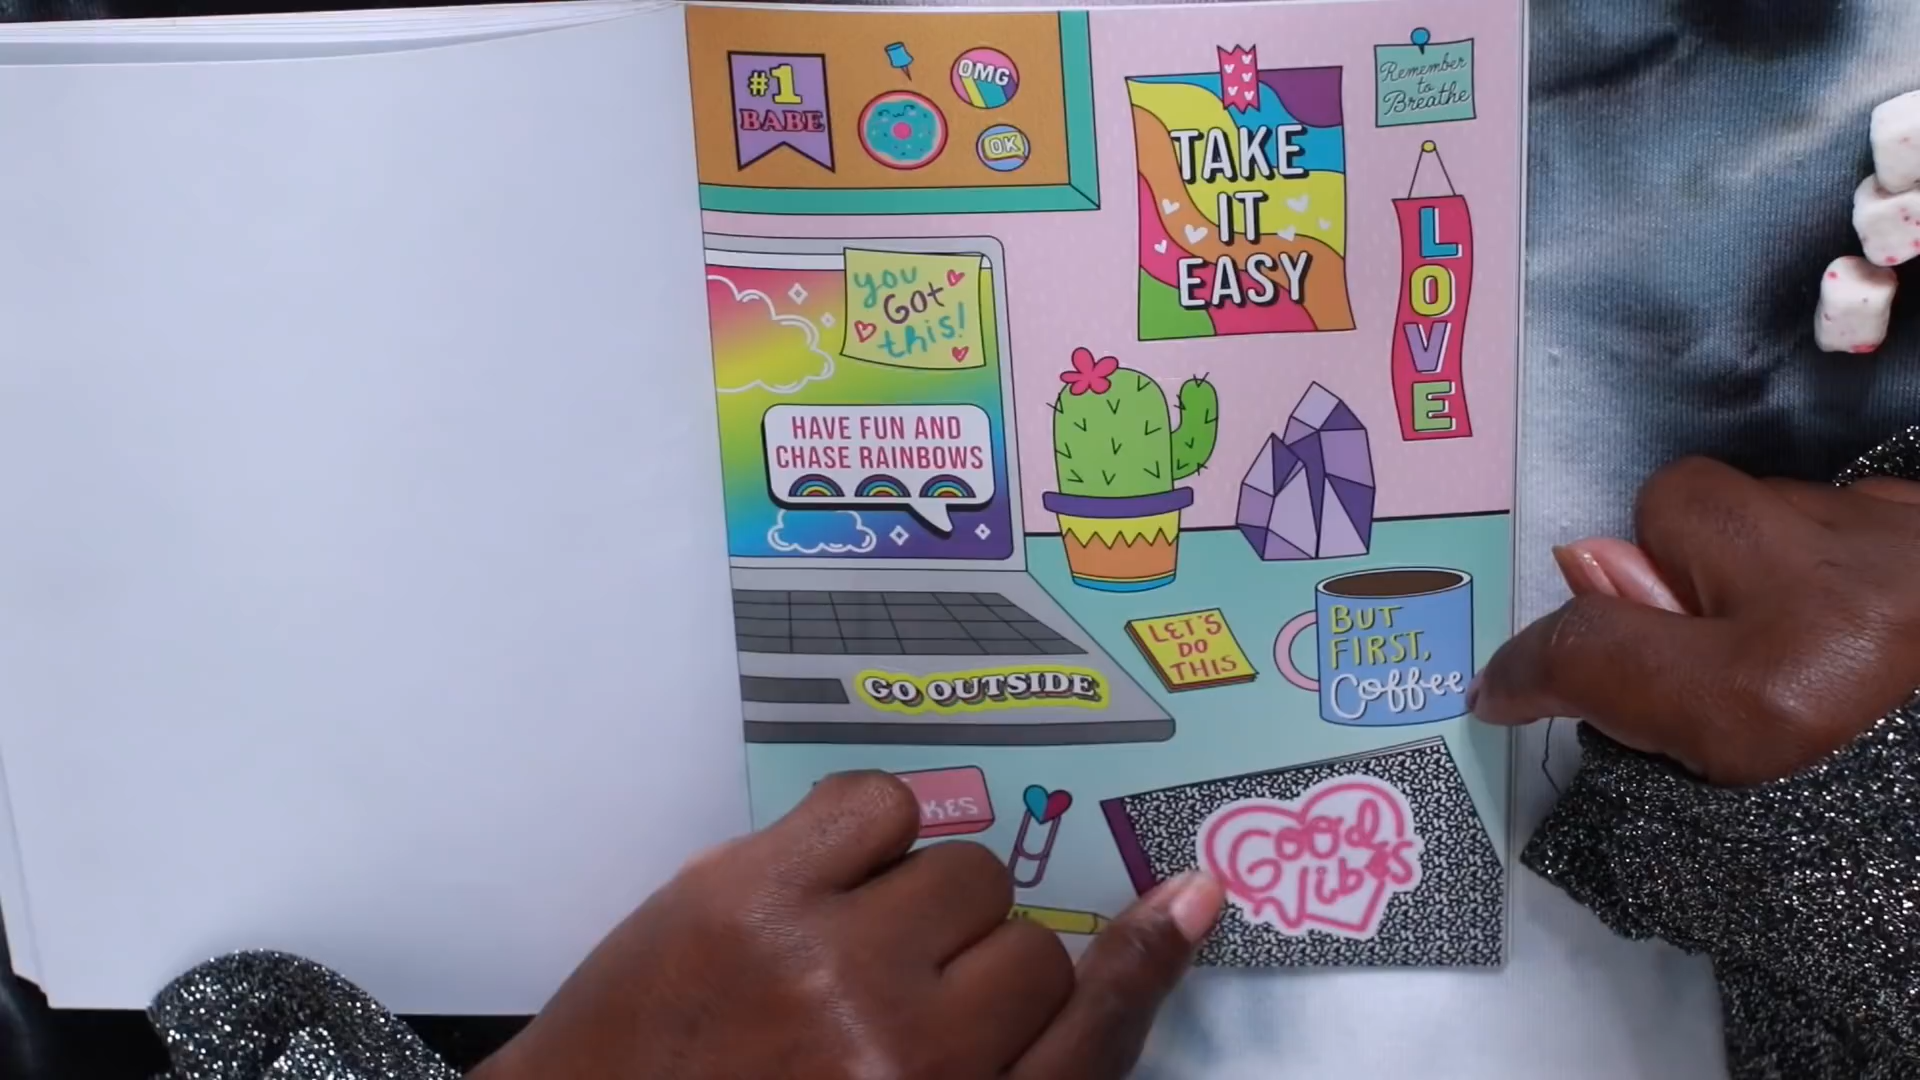 #1
BABE
OMG
OK
TAKE
IT
EASY
Remember
to
Breathe
LOVE
you
Got
this!
HAVE FUN AND
CHASE RAINBOWS
LET'S
DO
THIS
BUT
FIRST,
Coffee
GO OUTSIDE
KES
Good
Vibes